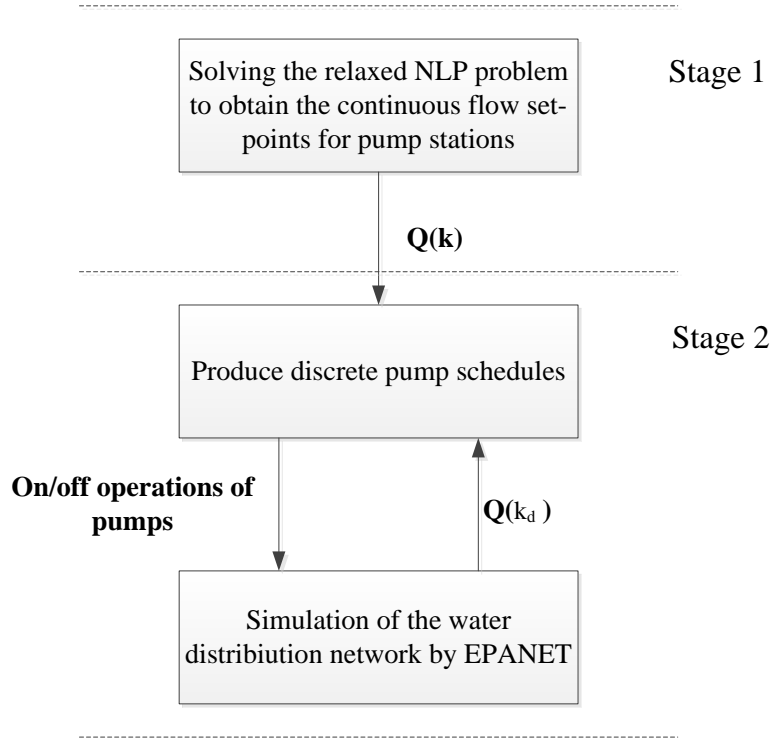 Solving the relaxed NLP problem
to obtain the continuous flow set-
points for pump stations
Stage 1
Q(k)
Stage 2
Produce discrete pump schedules
On/off operations of
pumps
Q(k_d )
Simulation of the water
distribiution network by EPANET